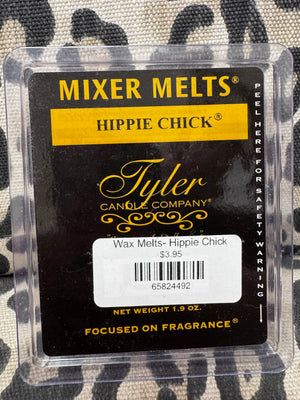 MIXER MELTS®
HIPPIE CHICK®
Tyler
CANDLE COMPANY®
Wax Melts- Hippie Chick
$3.95
65824492
NET WEIGHT 1.9 OZ.
FOCUSED ON FRAGRANCE®
PEEL HERE FOR SAFETY WARNING